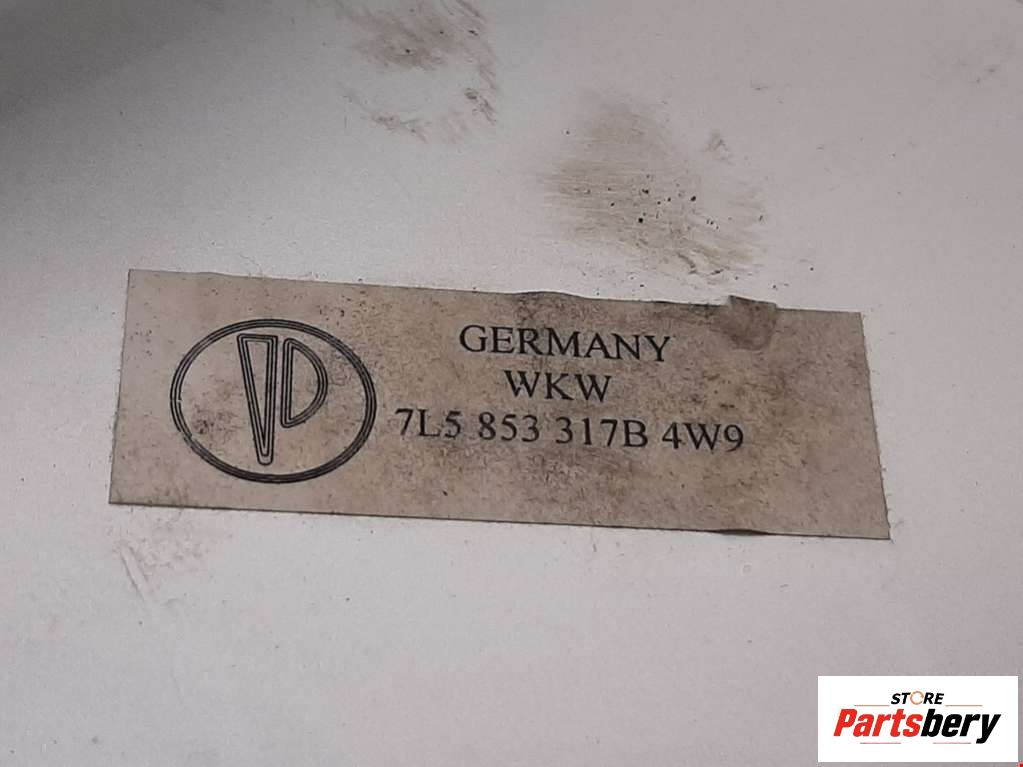 GERMANY
WKW
7L5 853 317B 4W9
STORE
Partsbery